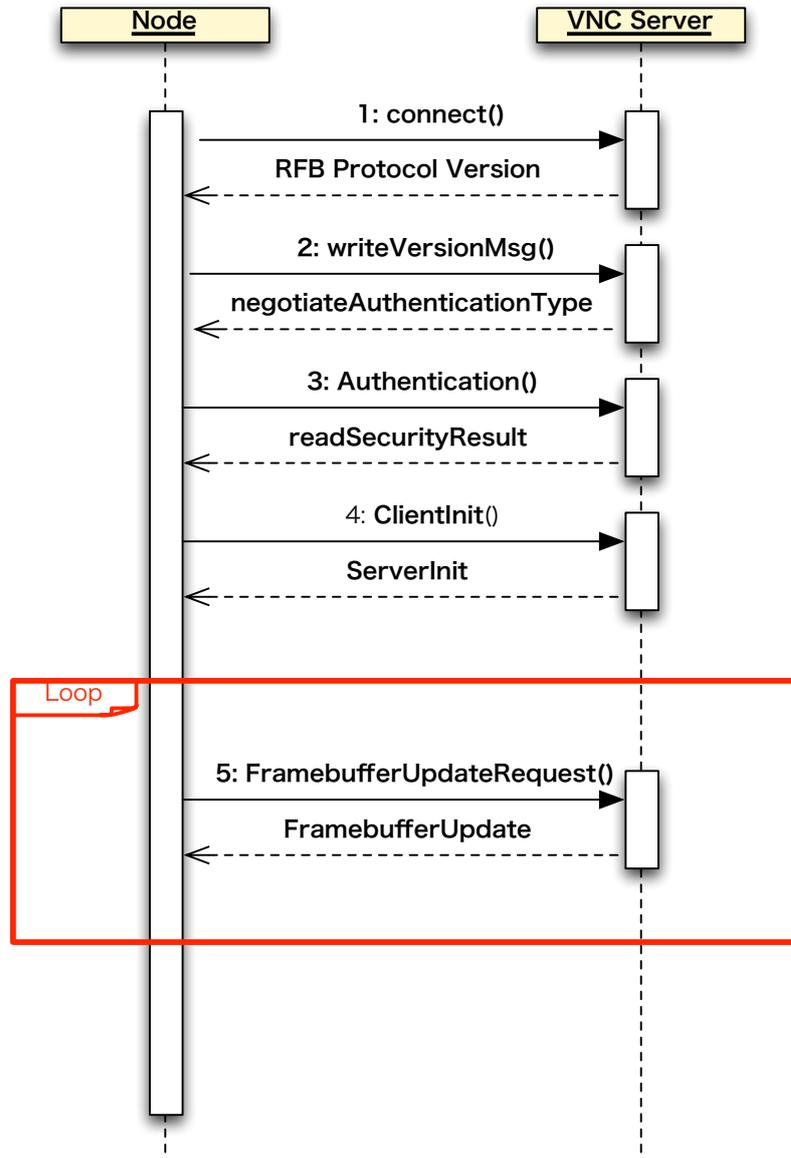 Node
VNC Server
1: connect()
RFB Protocol Version
2: writeVersionMsg()
negotiateAuthenticationType
3: Authentication()
readSecurityResult
4: ClientInit()
ServerInit
Loop
5: FramebufferUpdateRequest()
FramebufferUpdate